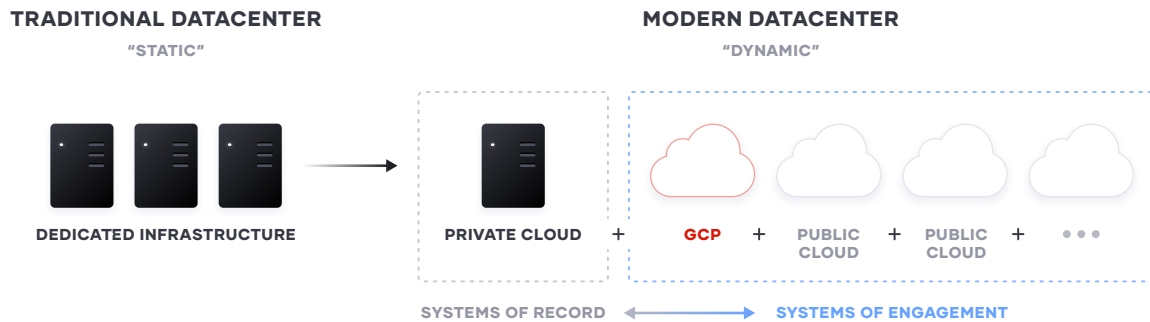 TRADITIONAL DATACENTER
“STATIC”
DEDICATED INFRASTRUCTURE
MODERN DATACENTER
“DYNAMIC”
PRIVATE CLOUD
+
GCP
+
PUBLIC
CLOUD
+
PUBLIC
CLOUD
+
•••
SYSTEMS OF RECORD
SYSTEMS OF ENGAGEMENT